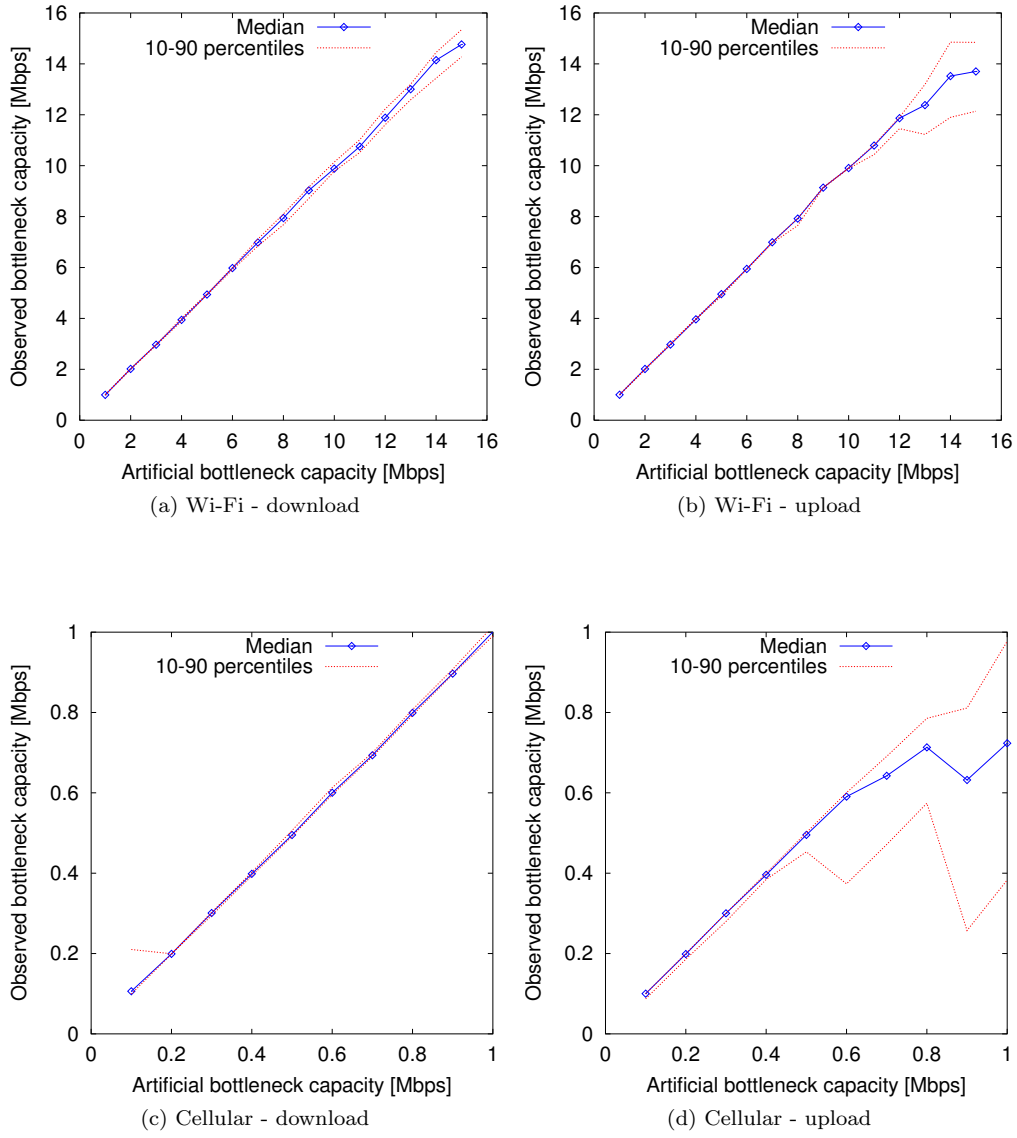 Observed bottleneck capacity [Mbps]
16
14
12
10
8
6
4
2
0
Median
10-90 percentiles
0 2 4 6 8 10 12 14 16
Artificial bottleneck capacity [Mbps]
(a) Wi-Fi - download
Observed bottleneck capacity [Mbps]
16
14
12
10
8
6
4
2
0
Median
10-90 percentiles
0 2 4 6 8 10 12 14 16
Artificial bottleneck capacity [Mbps]
(b) Wi-Fi - upload
Observed bottleneck capacity [Mbps]
1
0.8
0.6
0.4
0.2
0
Median
10-90 percentiles
0 0.2 0.4 0.6 0.8 1
Artificial bottleneck capacity [Mbps]
(c) Cellular - download
Observed bottleneck capacity [Mbps]
1
0.8
0.6
0.4
0.2
0
Median
10-90 percentiles
0 0.2 0.4 0.6 0.8 1
Artificial bottleneck capacity [Mbps]
(d) Cellular - upload